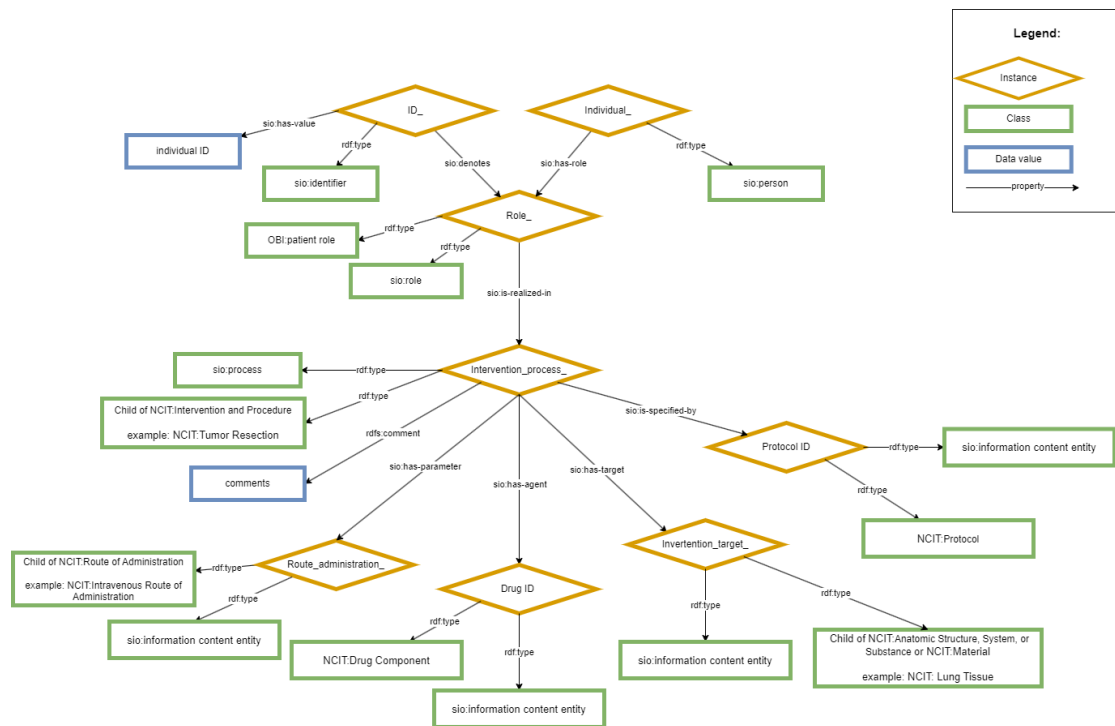 Legend:
Instance
Class
Data value
property
ID_
Individual_
sio:has-value
rdf:type
sio:denotes
sio:has-role
rdf:type
individual ID
sio:identifier
sio:person
Role_
rdf:type
OBI:patient role
rdf:type
sio:role
sio:is-realized-in
sio:process
rdf:type
Intervention_process_
rdf:type
Child of NCIT:Intervention and Procedure
example: NCIT:Tumor Resection
rdfs:comment
sio:is-specified-by
Protocol ID
rdf:type
sio:information content entity
comments
sio:has-parameter
sio:has-agent
sio:has-target
rdf:type
NCIT:Protocol
Child of NCIT:Route of Administration
example: NCIT:Intravenous Route of
Administration
rdf:type
Route_administration_
Invertention_target_
rdf:type
Drug ID
rdf:type
rdf:type
sio:information content entity
rdf:type
rdf:type
NCIT:Drug Component
sio:information content entity
Child of NCIT:Anatomic Structure, System, or
Substance or NCIT:Material
example: NCIT: Lung Tissue
sio:information content entity